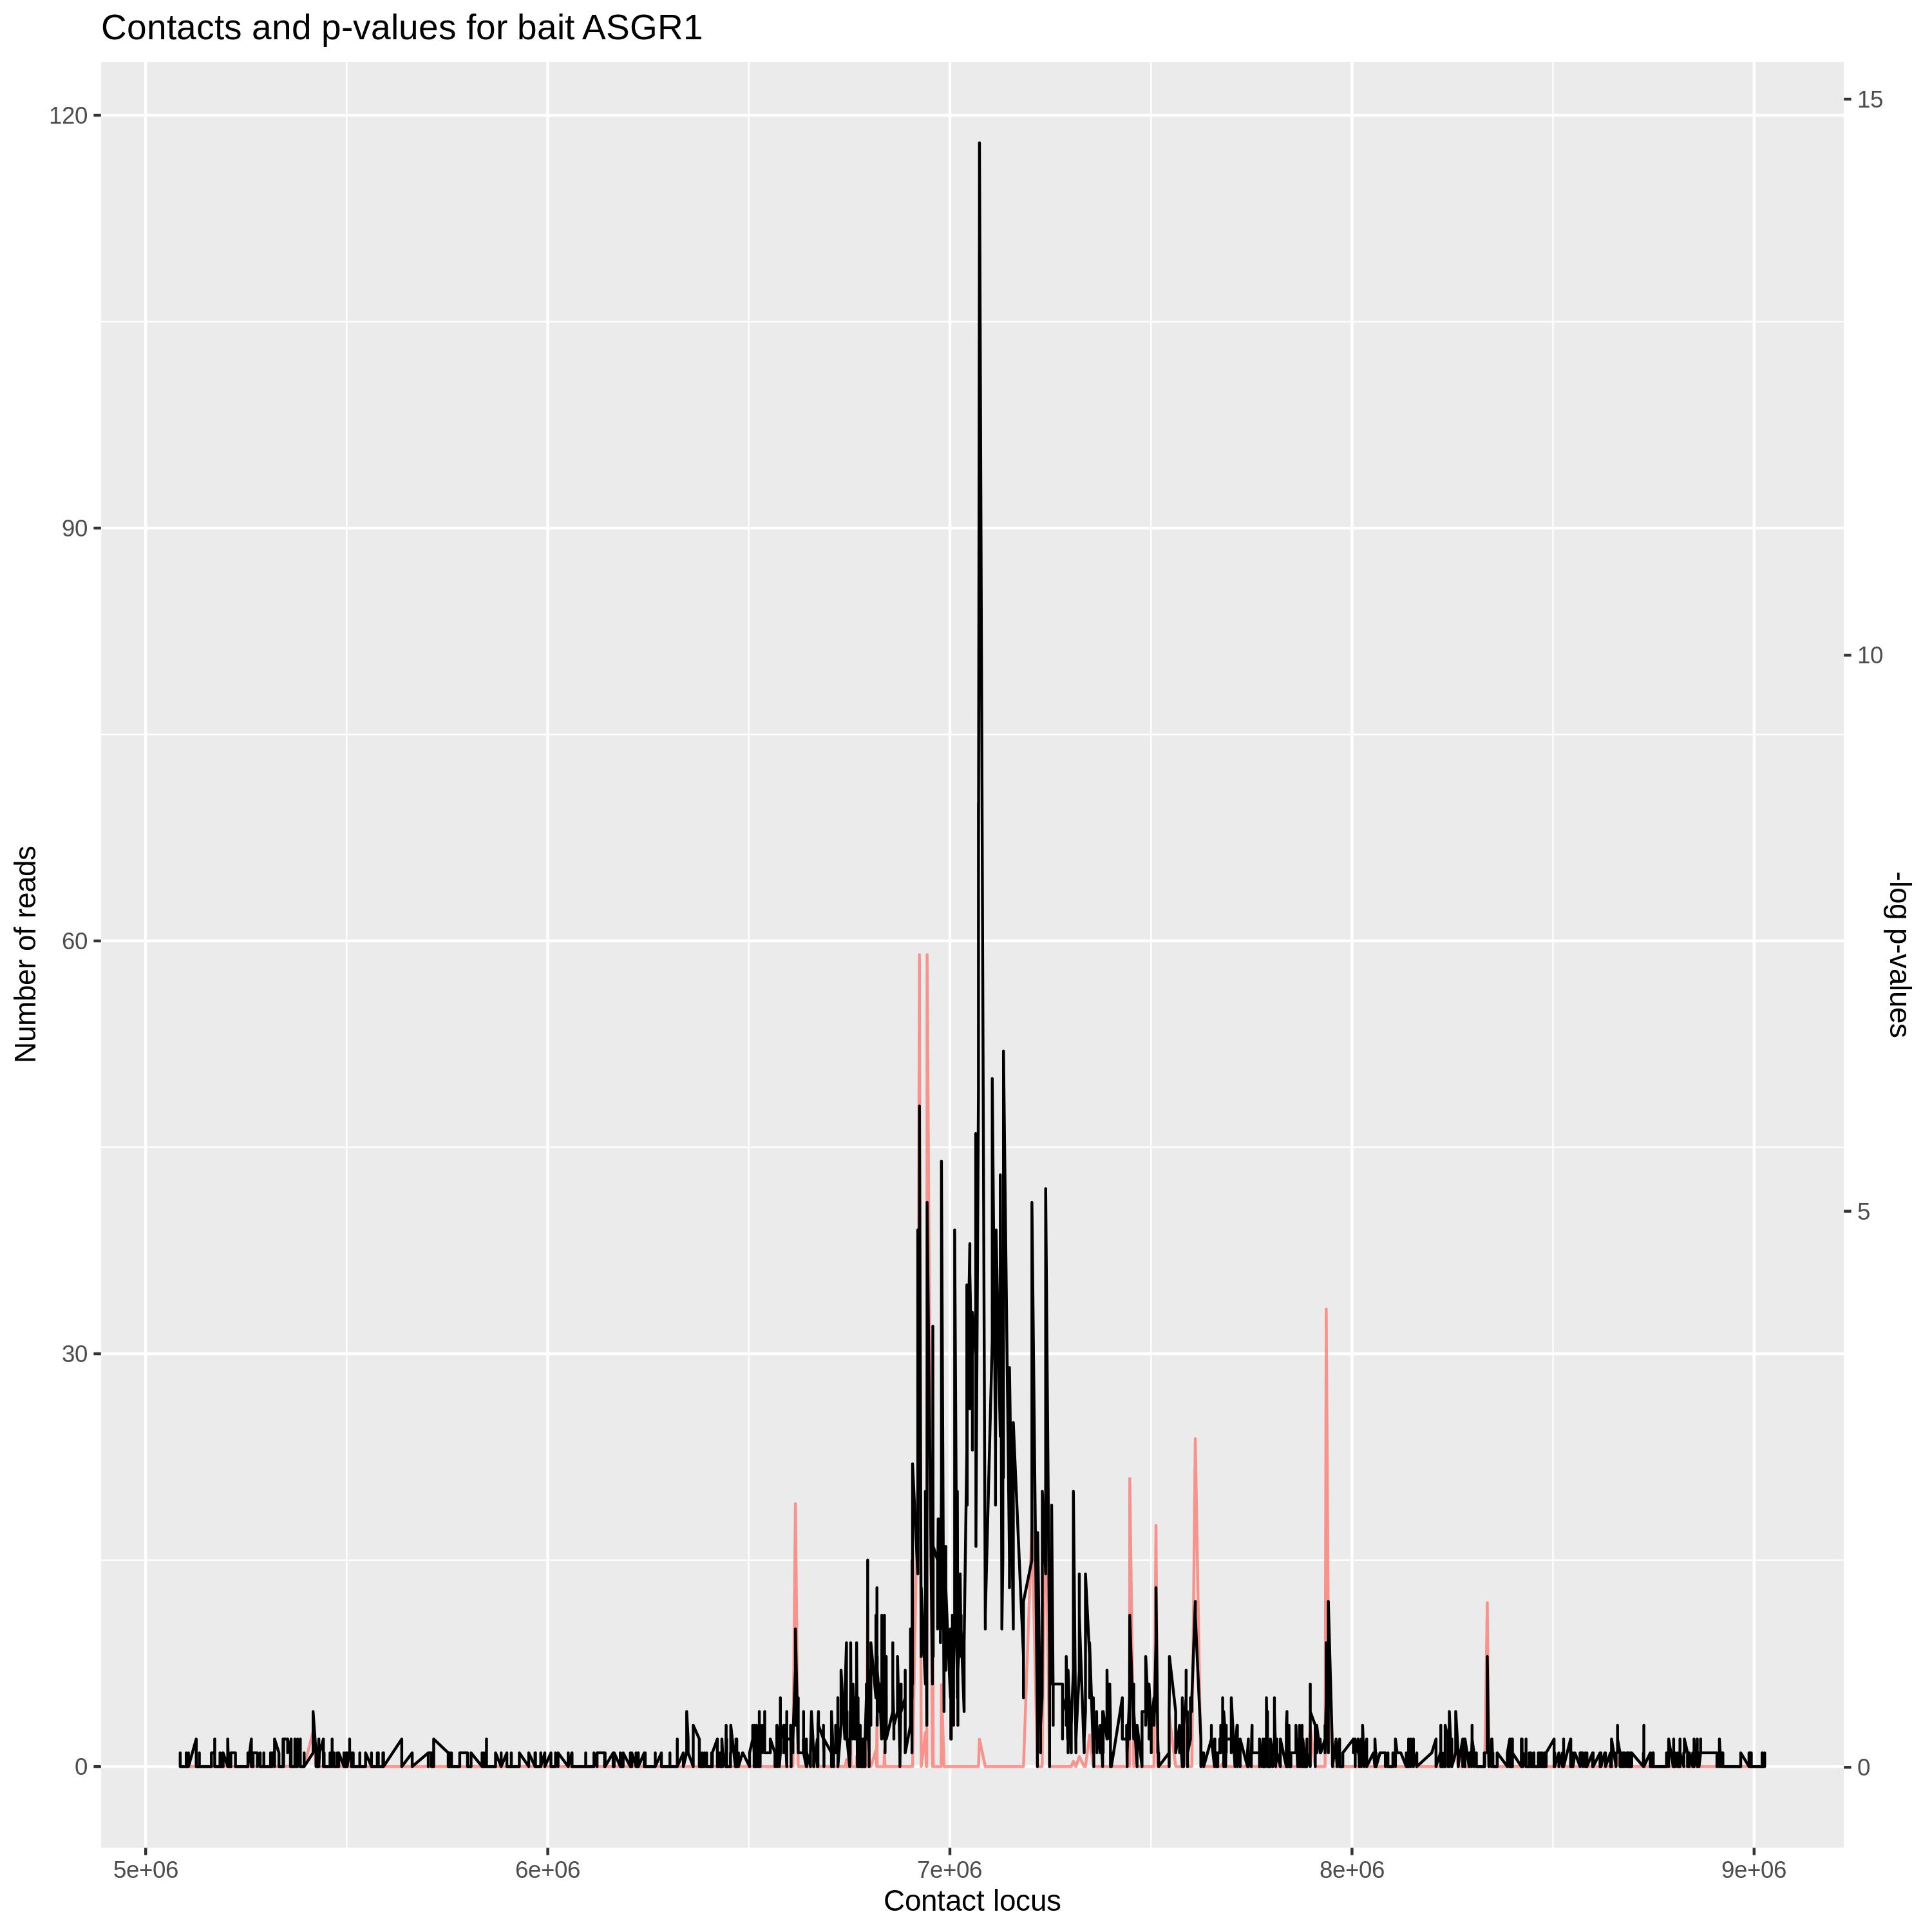 Contacts and p-values for bait ASGR1
120
90
60
30
0
Number of reads
15
10
5
0
-log p-values
5e+06
6e+06
7e+06
8e+06
9e+06
Contact locus